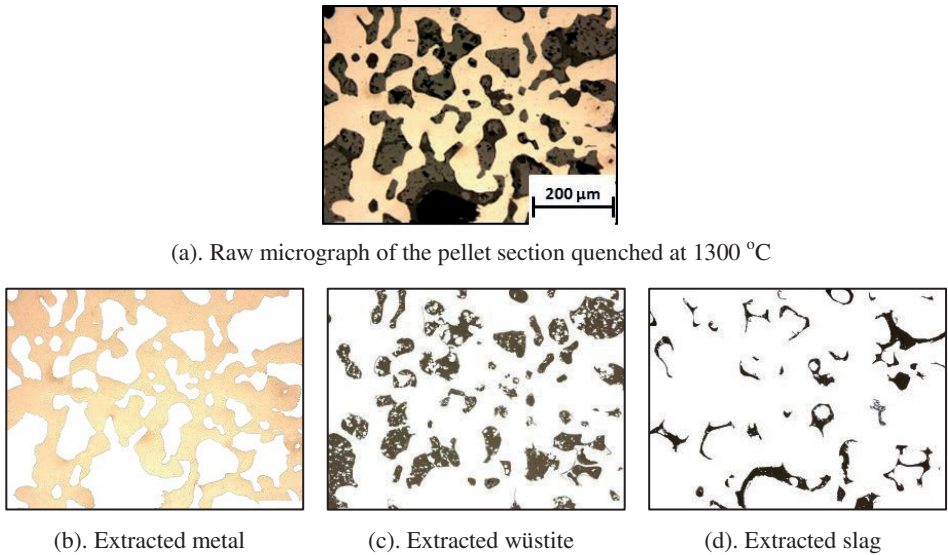 200 µm
(a). Raw micrograph of the pellet section quenched at 1300 °C
(b). Extracted metal
(c). Extracted wüstite
(d). Extracted slag